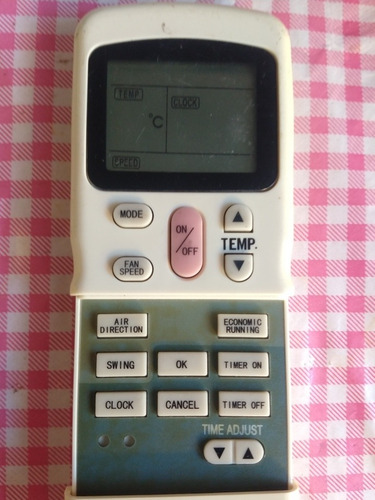 TEMP.
CLOCK
°C
SPEED
MODE
ON/OFF
TEMP.
FAN
SPEED
AIR
DIRECTION
ECONOMIC
RUNNING
SWING
OK
TIMER ON
CLOCK
CANCEL
TIMER OFF
TIME ADJUST